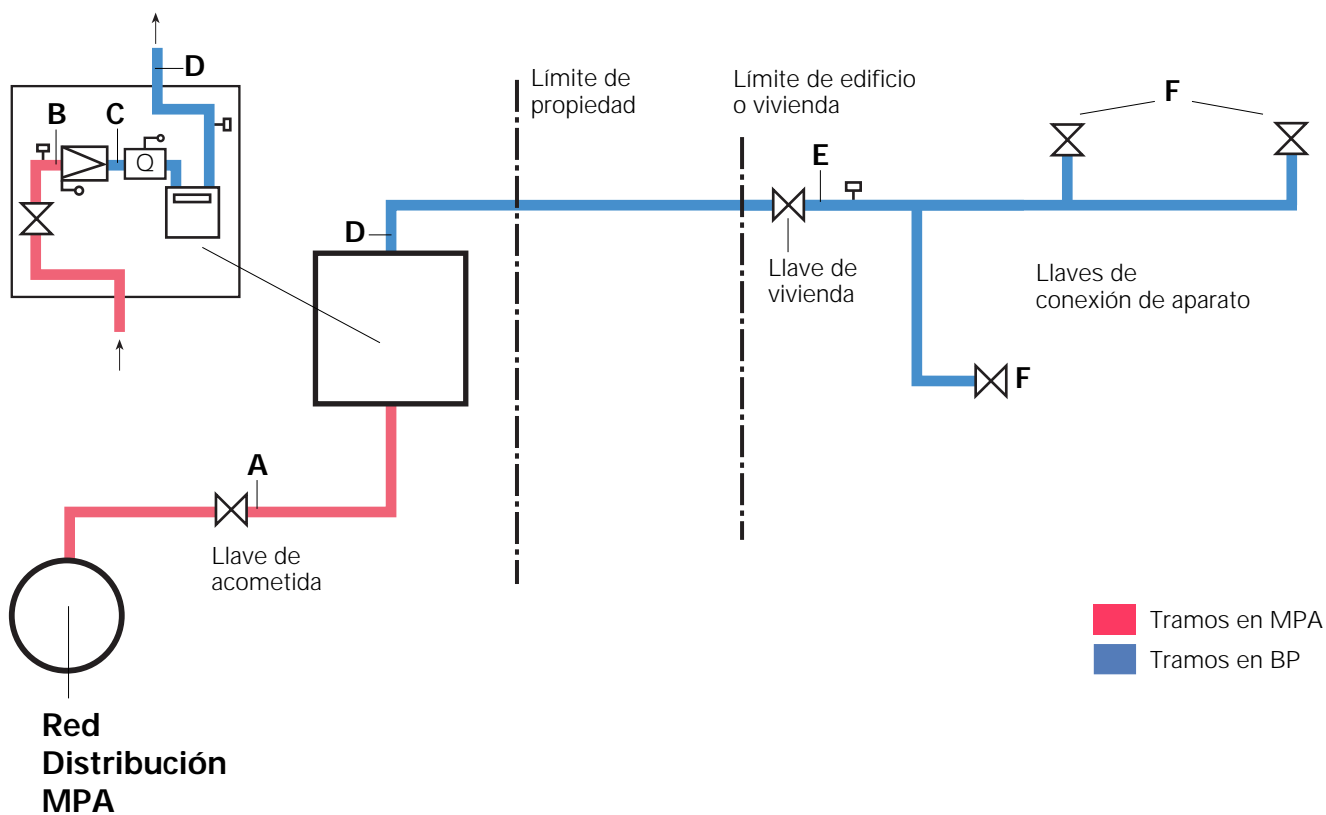 D
B
C
Q
Límite de
propiedad
Límite de edificio
o vivienda
F
E
D
Llave de
vivienda
Llaves de
conexión de aparato
F
A
Llave de
acometida
Tramos en MPA
Tramos en BP
Red
Distribución
MPA